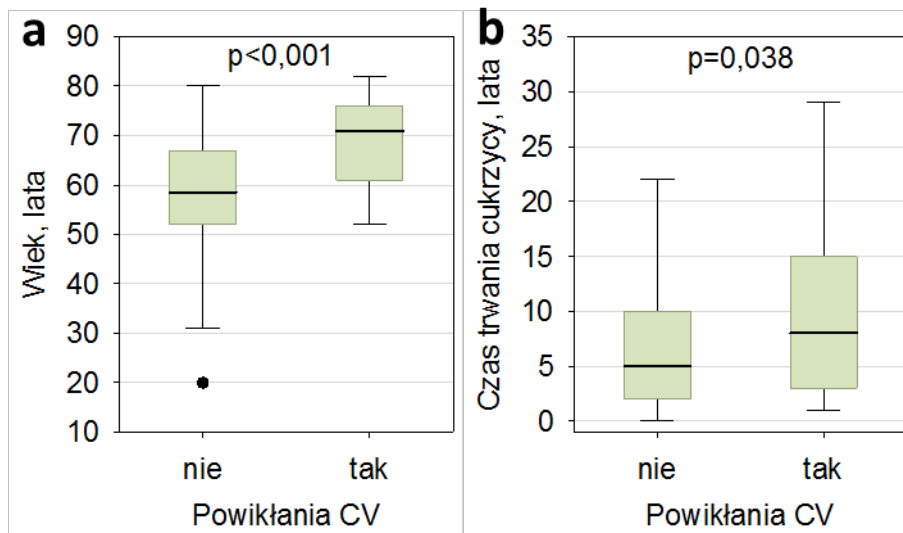 a
p<0,001
Wiek, lata
90
80
70
60
50
40
30
20
10
nie tak
Powikłania CV
b
p=0,038
Czas trwania cukrzycy, lata
35
30
25
20
15
10
5
0
nie tak
Powikłania CV